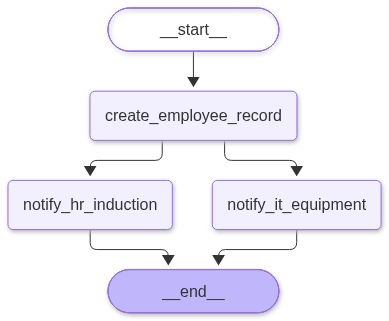 __start__
create_employee_record
notify_hr_induction
notify_it_equipment
__end__